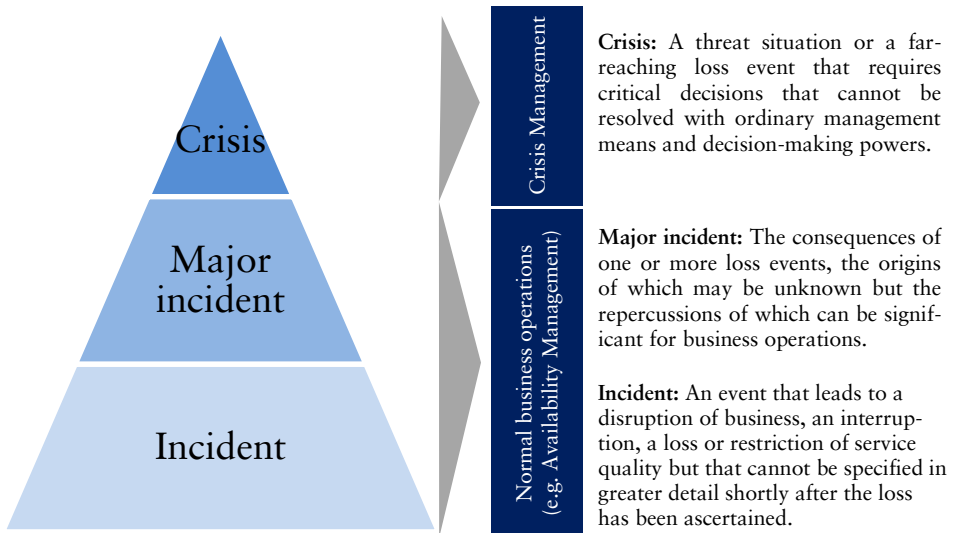 Crisis
Major
incident
Incident
Crisis Management
Normal business operations
(e.g. Availability Management)
Crisis: A threat situation or a far-
reaching loss event that requires
critical decisions that cannot be
resolved with ordinary management
means and decision-making powers.
Major incident: The consequences of
one or more loss events, the origins
of which may be unknown but the
repercussions of which can be signif-
icant for business operations.
Incident: An event that leads to a
disruption of business, an interrup-
tion, a loss or restriction of service
quality but that cannot be specified in
greater detail shortly after the loss
has been ascertained.